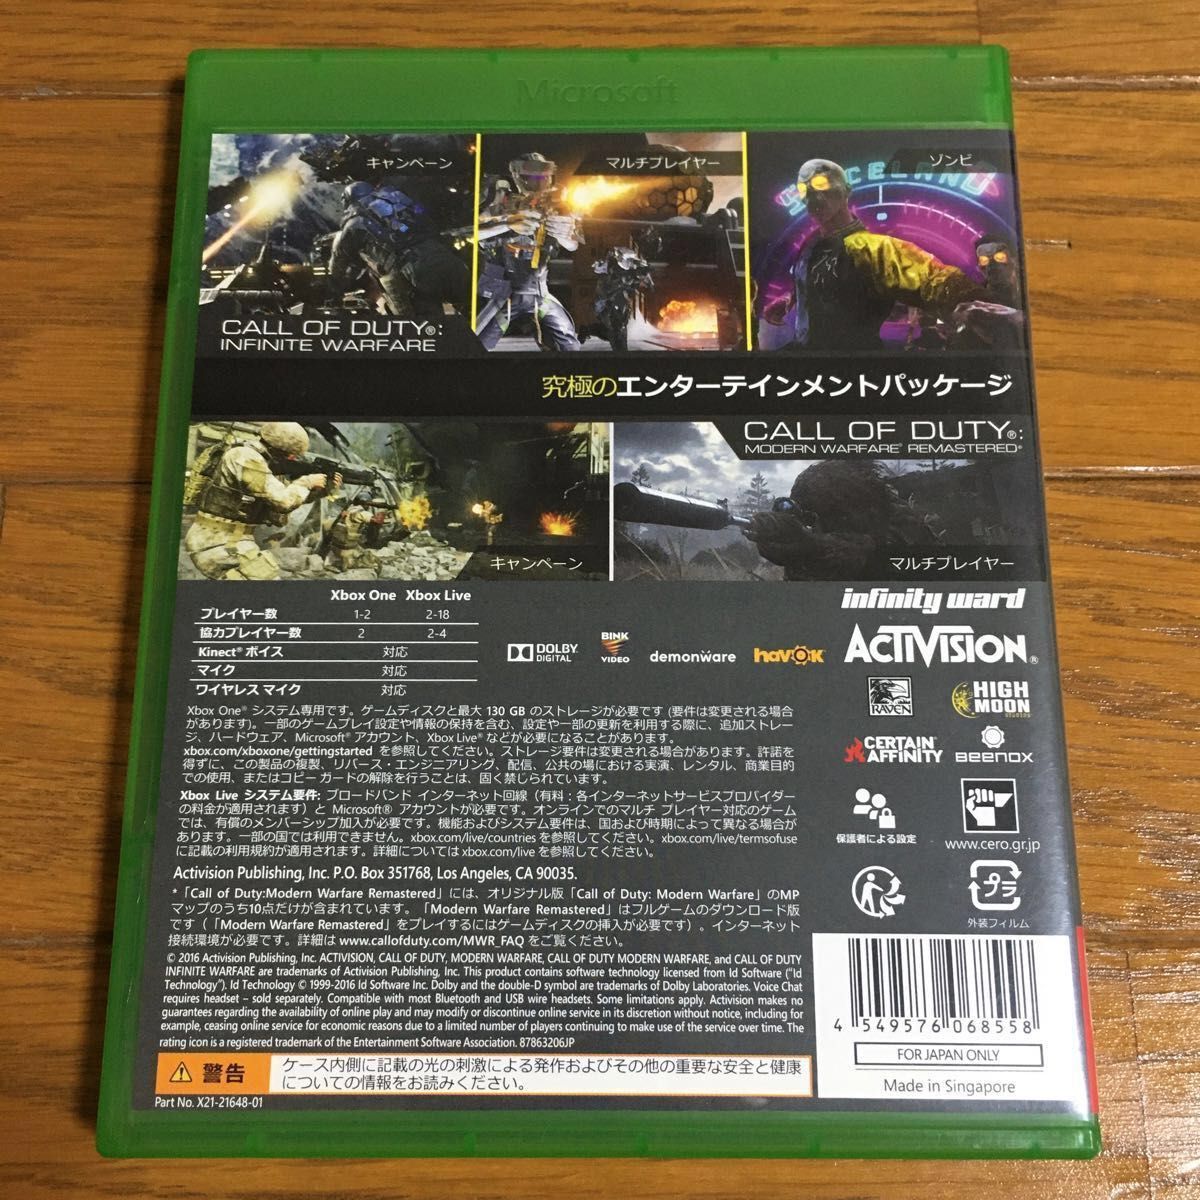 Microsoft
キャンペーン
マルチプレイヤー
ゾンビ
CALL OF DUTY®:
INFINITE WARFARE
究極のエンターテインメントパッケージ
CALL OF DUTY®:
MODERN WARFARE® REMASTERED*
キャンペーン
マルチプレイヤー
Xbox One Xbox Live
プレイヤー数 1-2 2-18
協力プレイヤー数 2 2-4
Kinect® ボイス 対応
マイク 対応
ワイヤレス マイク 対応
DOLBY DIGITAL
BINK VIDEO
demonware
havok
infinity ward
ACTIVISION®
RAVEN
HIGH MOON STUDIOS
CERTAIN AFFINITY
BEENOX
Xbox One® システム専用です。ゲームディスクと最大 130 GB のストレージが必要です (要件は変更される場合
があります)。一部のゲームプレイ設定や情報の保持を含む、設定や一部の更新を利用する際に、追加ストレー
ジ、ハードウェア、Microsoft® アカウント、Xbox Live® などが必要になることがあります。
xbox.com/xboxone/gettingstarted を参照してください。ストレージ要件は変更される場合があります。許諾を
得ずに、この製品の複製、リバース・エンジニアリング、配信、公共の場における実演、レンタル、商業目的
での使用、またはコピー ガードの解除を行うことは、固く禁じられています。
Xbox Live システム要件: ブロードバンド インターネット回線（有料：各インターネットサービスプロバイダー
の料金が適用されます）と Microsoft® アカウントが必要です。オンラインでのマルチ プレイヤー対応のゲーム
では、有償のメンバーシップ加入が必要です。機能およびシステム要件は、国および時期によって異なる場合が
あります。一部の国では利用できません。xbox.com/live/countries を参照してください。xbox.com/live/termsofuse
に記載の利用規約が適用されます。詳細については xbox.com/live を参照してください。
Activision Publishing, Inc. P.O. Box 351768, Los Angeles, CA 90035.
*「Call of Duty:Modern Warfare Remastered」には、オリジナル版「Call of Duty: Modern Warfare」のMP
マップのうち10点だけが含まれています。「Modern Warfare Remastered」はフルゲームのダウンロード版
です（「Modern Warfare Remastered」をプレイするにはゲームディスクの挿入が必要です）。インターネット
接続環境が必要です。詳細は www.callofduty.com/MWR_FAQ をご覧ください。
© 2016 Activision Publishing, Inc. ACTIVISION, CALL OF DUTY, MODERN WARFARE, CALL OF DUTY MODERN WARFARE, and CALL OF DUTY
INFINITE WARFARE are trademarks of Activision Publishing, Inc. This product contains software technology licensed from Id Software ("Id
Technology"). Id Technology © 1999-2016 Id Software Inc. Dolby and the double-D symbol are trademarks of Dolby Laboratories. Voice Chat
requires headset – sold separately. Compatible with most Bluetooth and USB wire headsets. Some limitations apply. Activision makes no
guarantees regarding the availability of online play and may modify or discontinue online service in its discretion without notice, including for
example, ceasing online service for economic reasons due to a limited number of players continuing to make use of the service over time. The
rating icon is a registered trademark of the Entertainment Software Association. 87863206JP
保護者による設定
www.cero.gr.jp
プラ
外装フィルム
4 549576 068558
FOR JAPAN ONLY
Made in Singapore
警告
ケース内側に記載の光の刺激による発作およびその他の重要な安全と健康
についての情報をお読みください。
Part No. X21-21648-01